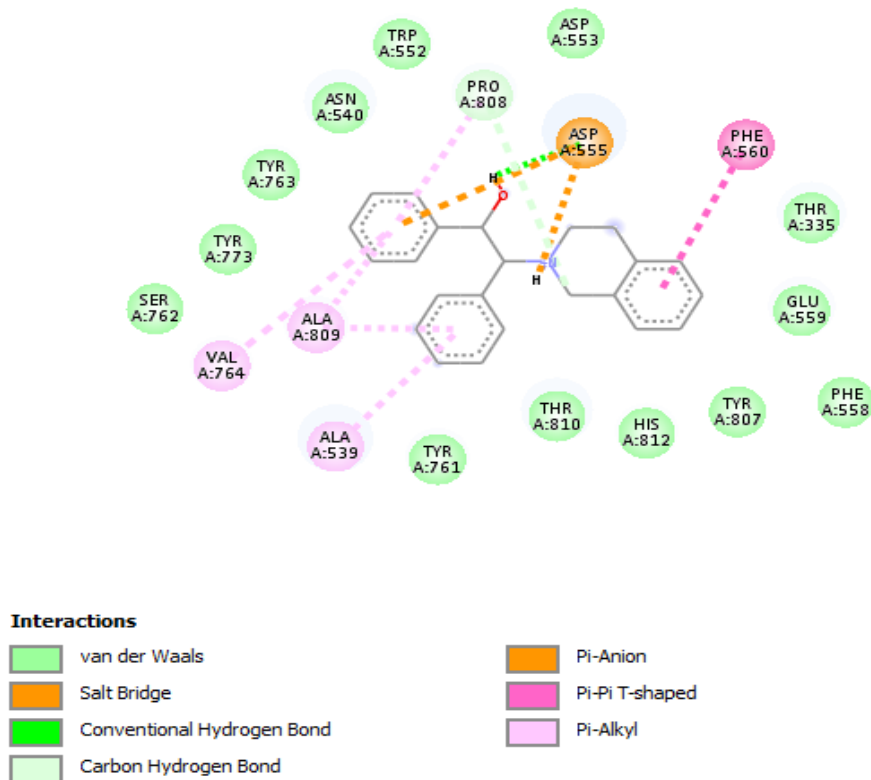 TRP
A:552
ASP
A:553
PRO
A:808
ASN
A:540
ASP
A:555
PHE
A:560
TYR
A:763
H
O
THR
A:335
TYR
A:773
N
H
SER
A:762
ALA
A:809
GLU
A:559
VAL
A:764
THR
A:810
HIS
A:812
TYR
A:807
PHE
A:558
ALA
A:539
TYR
A:761
Interactions
van der Waals
Salt Bridge
Conventional Hydrogen Bond
Carbon Hydrogen Bond
Pi-Anion
Pi-Pi T-shaped
Pi-Alkyl